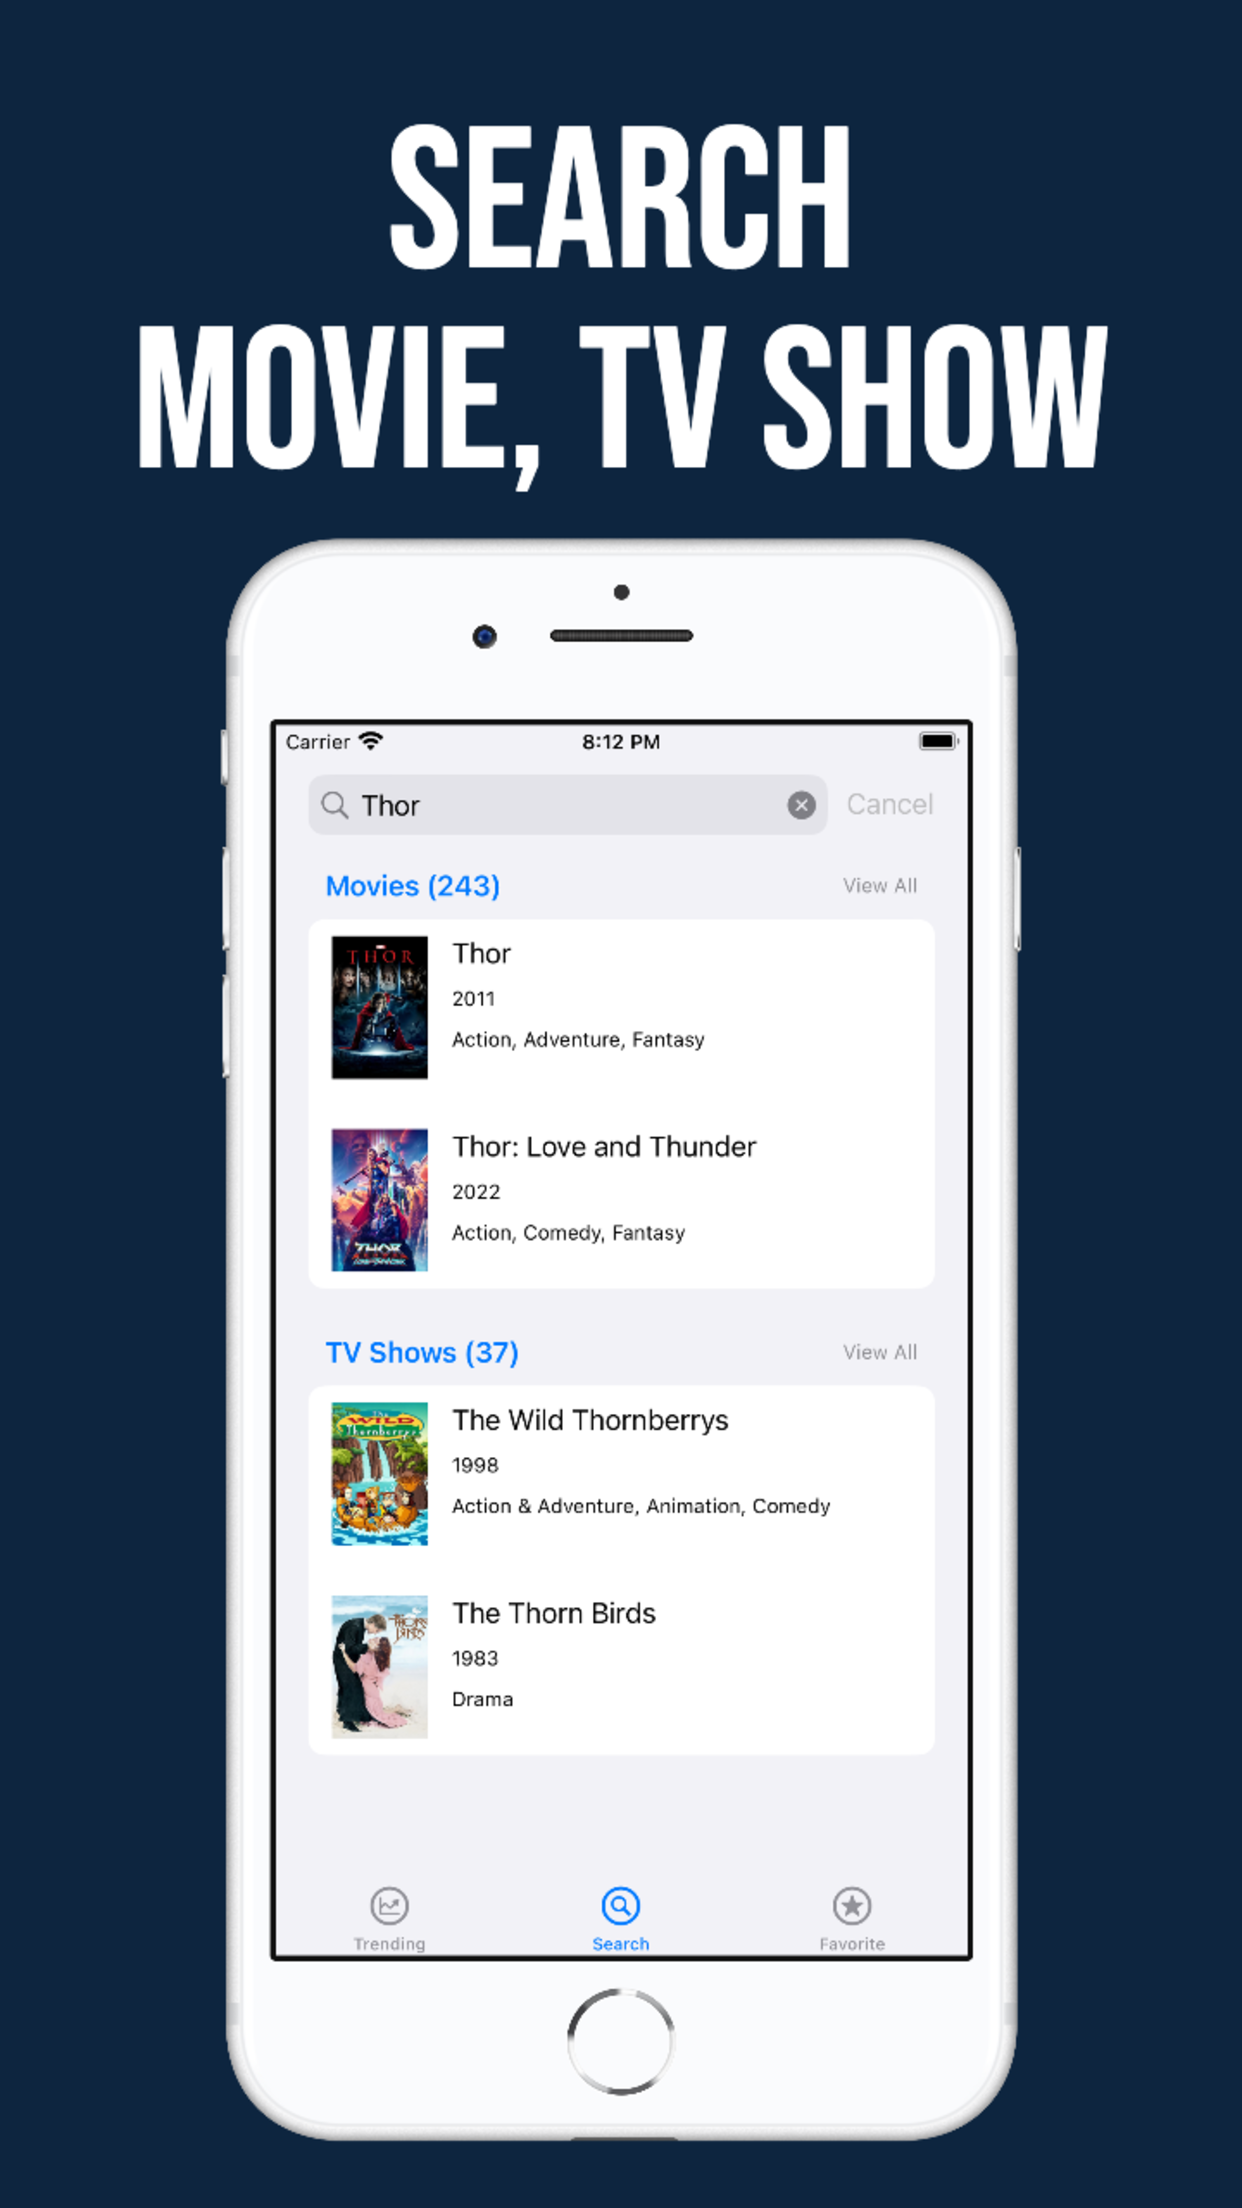 SEARCH
MOVIE, TV SHOW
Carrier 8:12 PM
Thor Cancel
Movies (243) View All
THOR
Thor
2011
Action, Adventure, Fantasy
THOR
Thor: Love and Thunder
2022
Action, Comedy, Fantasy
TV Shows (37) View All
The
WILD
Thornberrys
The Wild Thornberrys
1998
Action & Adventure, Animation, Comedy
THORN
BIRDS
The Thorn Birds
1983
Drama
Trending Search Favorite